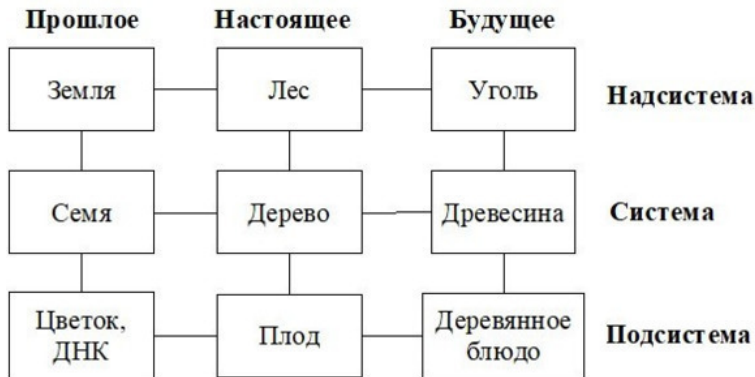 Прошлое Настоящее Будущее
Земля Лес Уголь Надсистема
Семя Дерево Древесина Система
Цветок,
ДНК
Плод
Деревянное
блюдо
Подсистема